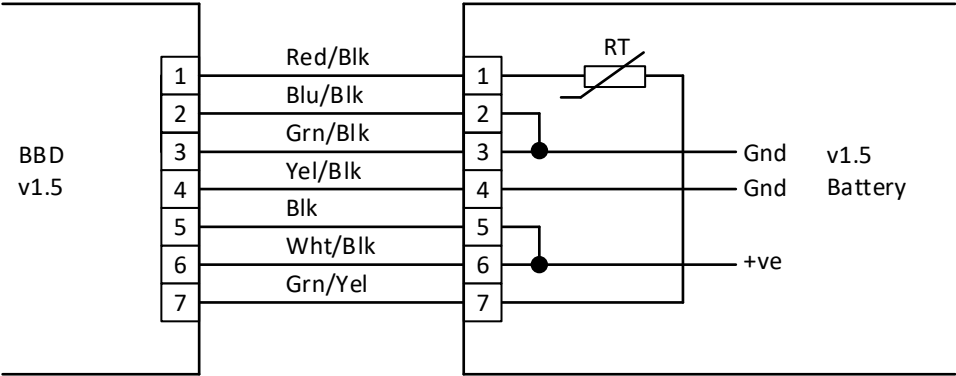 BBD
v1.5
1
2
3
4
5
6
7
Red/Blk
Blu/Blk
Grn/Blk
Yel/Blk
Blk
Wht/Blk
Grn/Yel
1
2
3
4
5
6
7
RT
Gnd
Gnd
+ve
v1.5
Battery